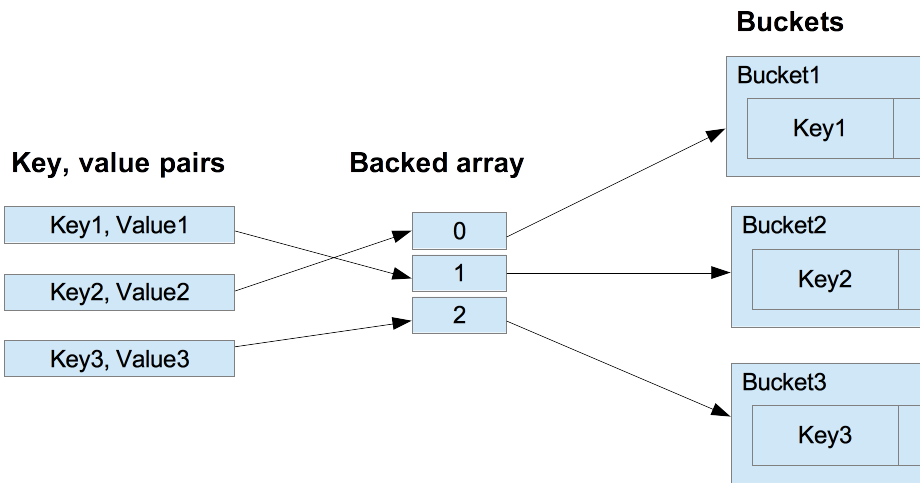 Buckets
Bucket1
Key1
Key, value pairs
Backed array
Key1, Value1
0
Bucket2
Key2, Value2
1
Key2
2
Key3, Value3
Bucket3
Key3